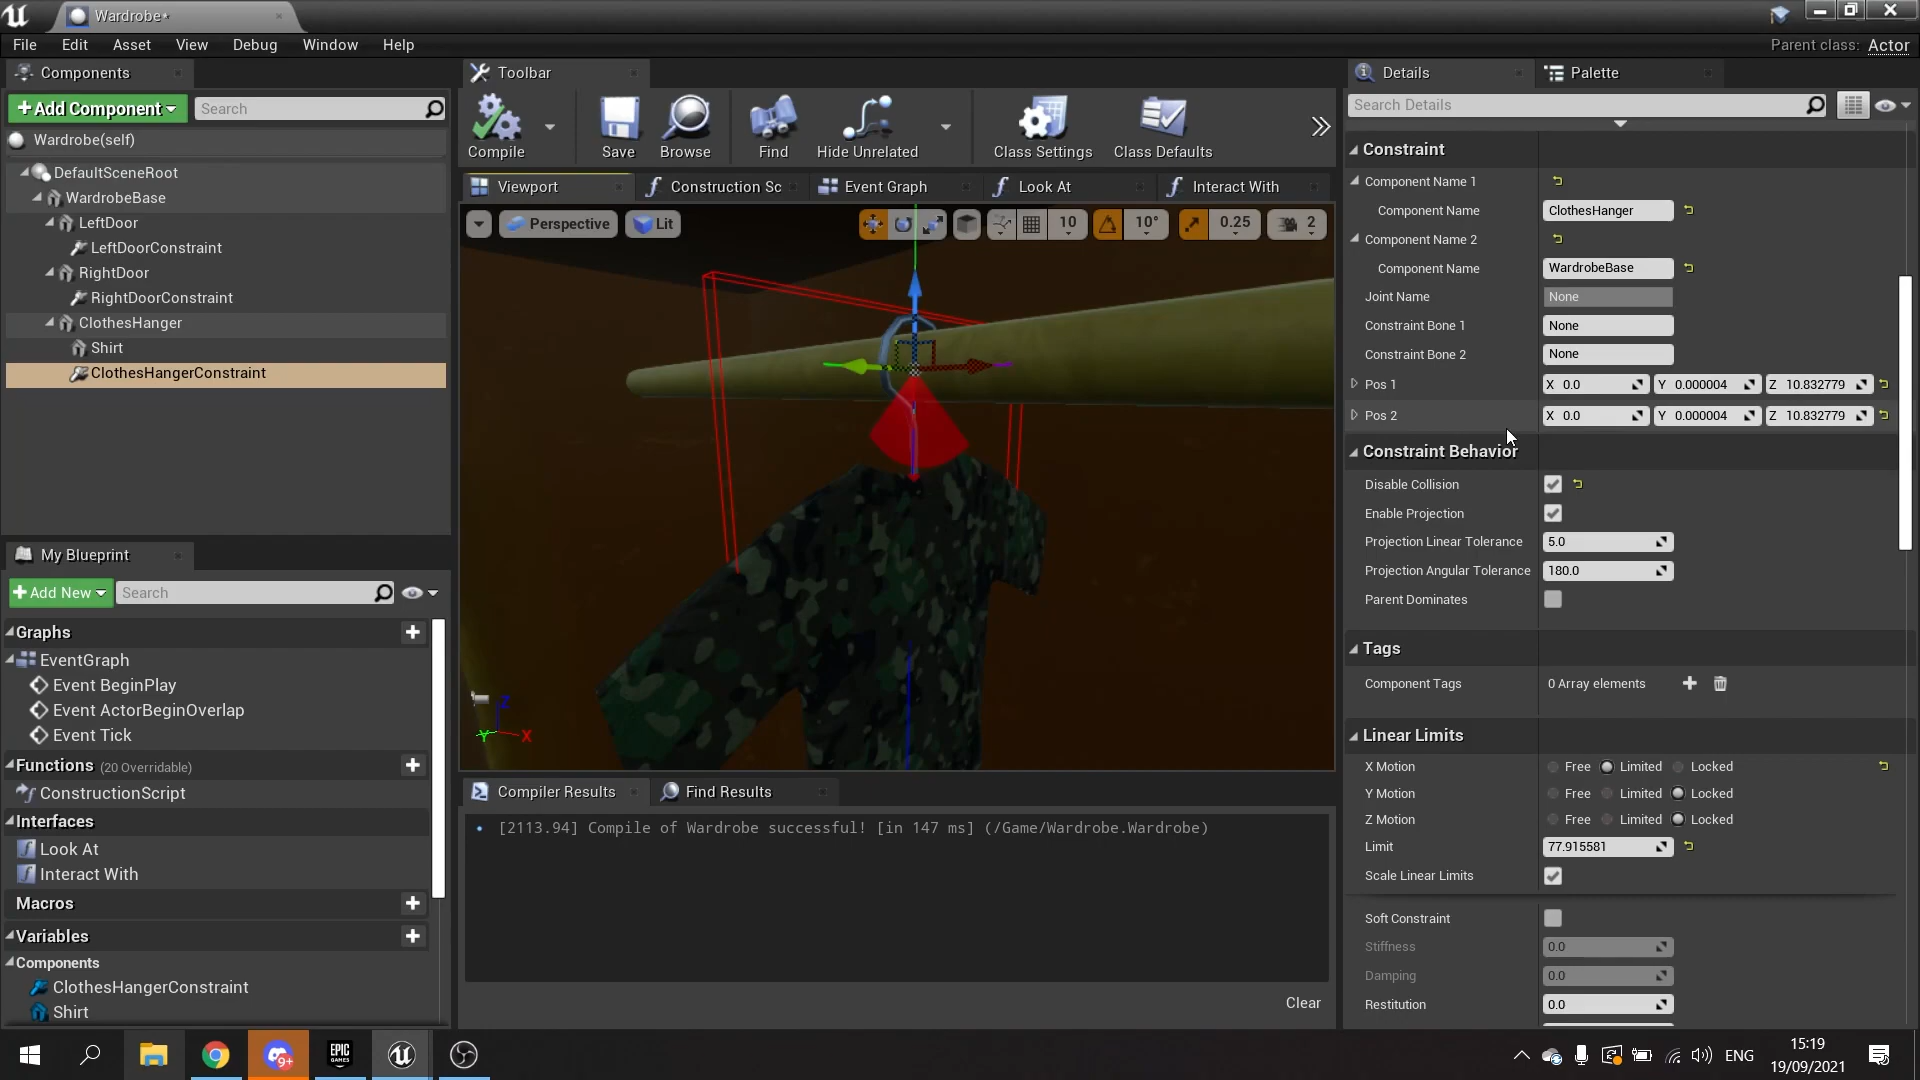 Wardrobe*
File Edit Asset View Debug Window Help
Parent class: Actor
Components
+ Add Component
Search
Wardrobe(self)
DefaultSceneRoot
WardrobeBase
LeftDoor
LeftDoorConstraint
RightDoor
RightDoorConstraint
ClothesHanger
Shirt
ClothesHangerConstraint
My Blueprint
+ Add New
Search
Graphs
EventGraph
Event BeginPlay
Event ActorBeginOverlap
Event Tick
Functions (20 Overridable)
ConstructionScript
Interfaces
Look At
Interact With
Macros
Variables
Components
ClothesHangerConstraint
Shirt
Toolbar
Compile Save Browse Find Hide Unrelated Class Settings Class Defaults
Viewport Construction Sc Event Graph Look At Interact With
Perspective Lit 10 10° 0.25 2
Z
Y X
Compiler Results Find Results
[2113.94] Compile of Wardrobe successful! [in 147 ms] (/Game/Wardrobe.Wardrobe)
Clear
Details Palette
Search Details
Constraint
Component Name 1
Component Name ClothesHanger
Component Name 2
Component Name WardrobeBase
Joint Name None
Constraint Bone 1 None
Constraint Bone 2 None
Pos 1 X 0.0 Y 0.000004 Z 10.832779
Pos 2 X 0.0 Y 0.000004 Z 10.832779
Constraint Behavior
Disable Collision
Enable Projection
Projection Linear Tolerance 5.0
Projection Angular Tolerance 180.0
Parent Dominates
Tags
Component Tags 0 Array elements
Linear Limits
X Motion Free Limited Locked
Y Motion Free Limited Locked
Z Motion Free Limited Locked
Limit 77.915581
Scale Linear Limits
Soft Constraint
Stiffness 0.0
Damping 0.0
Restitution 0.0
9+
EPIC GAMES
ENG
15:19
19/09/2021